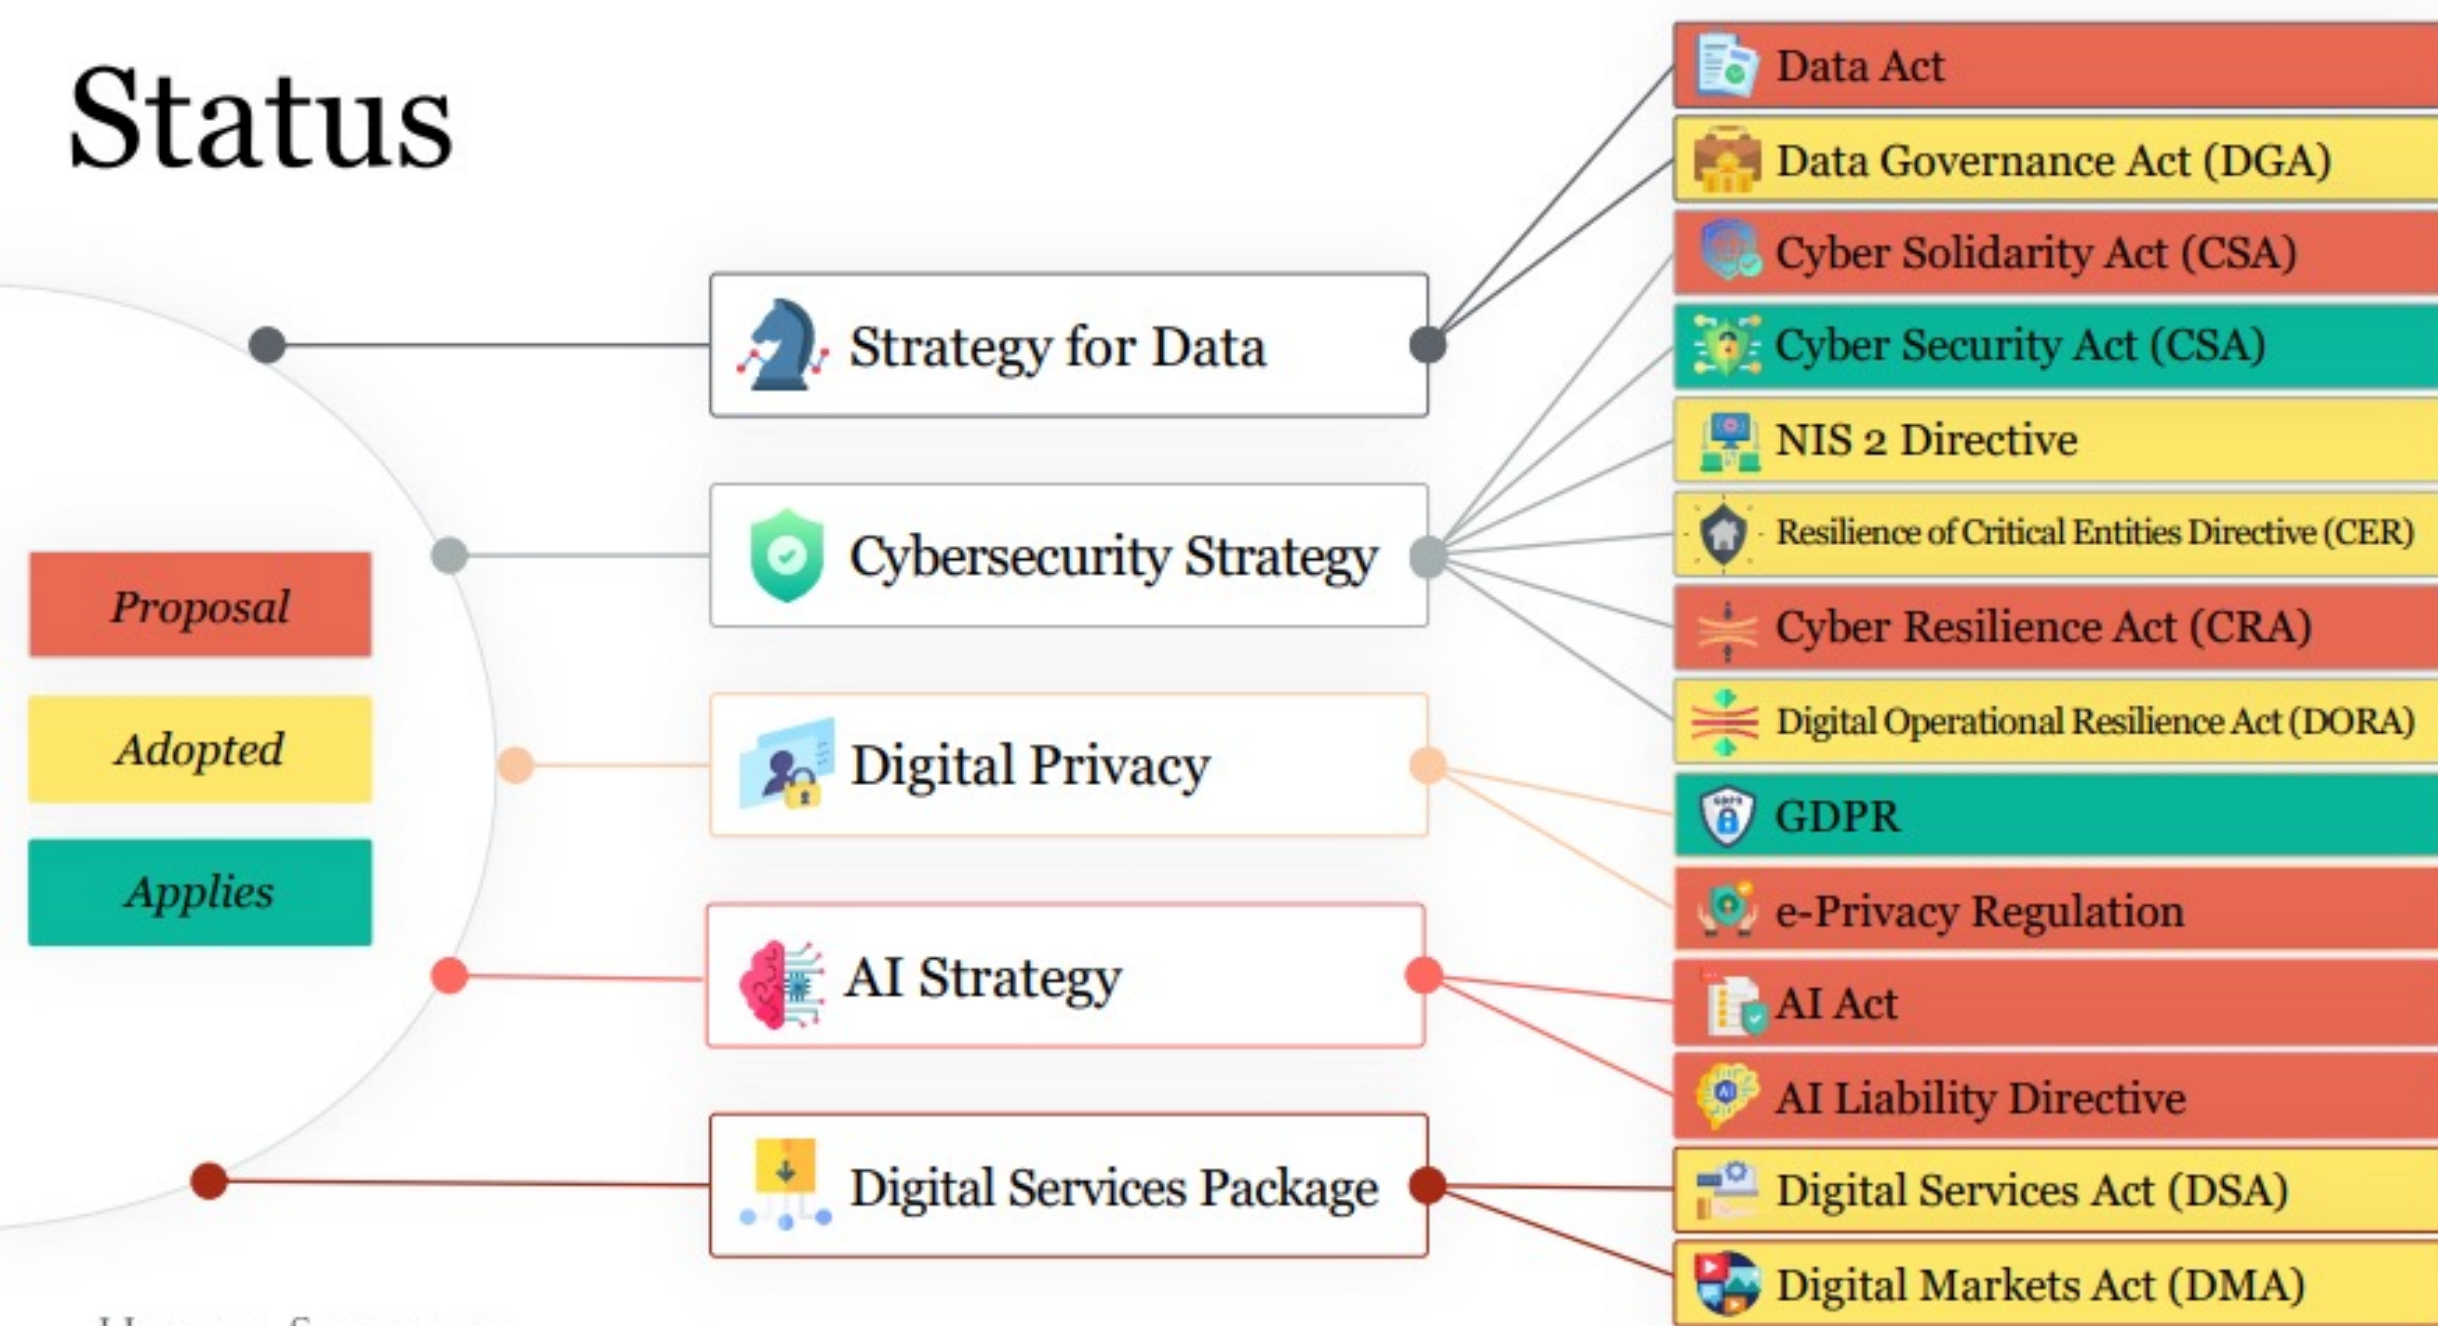 Status
Proposal
Adopted
Applies
Strategy for Data
Cybersecurity Strategy
Digital Privacy
AI Strategy
Digital Services Package
Data Act
Data Governance Act (DGA)
Cyber Solidarity Act (CSA)
Cyber Security Act (CSA)
NIS 2 Directive
Resilience of Critical Entities Directive (CER)
Cyber Resilience Act (CRA)
Digital Operational Resilience Act (DORA)
GDPR
e-Privacy Regulation
AI Act
AI Liability Directive
Digital Services Act (DSA)
Digital Markets Act (DMA)